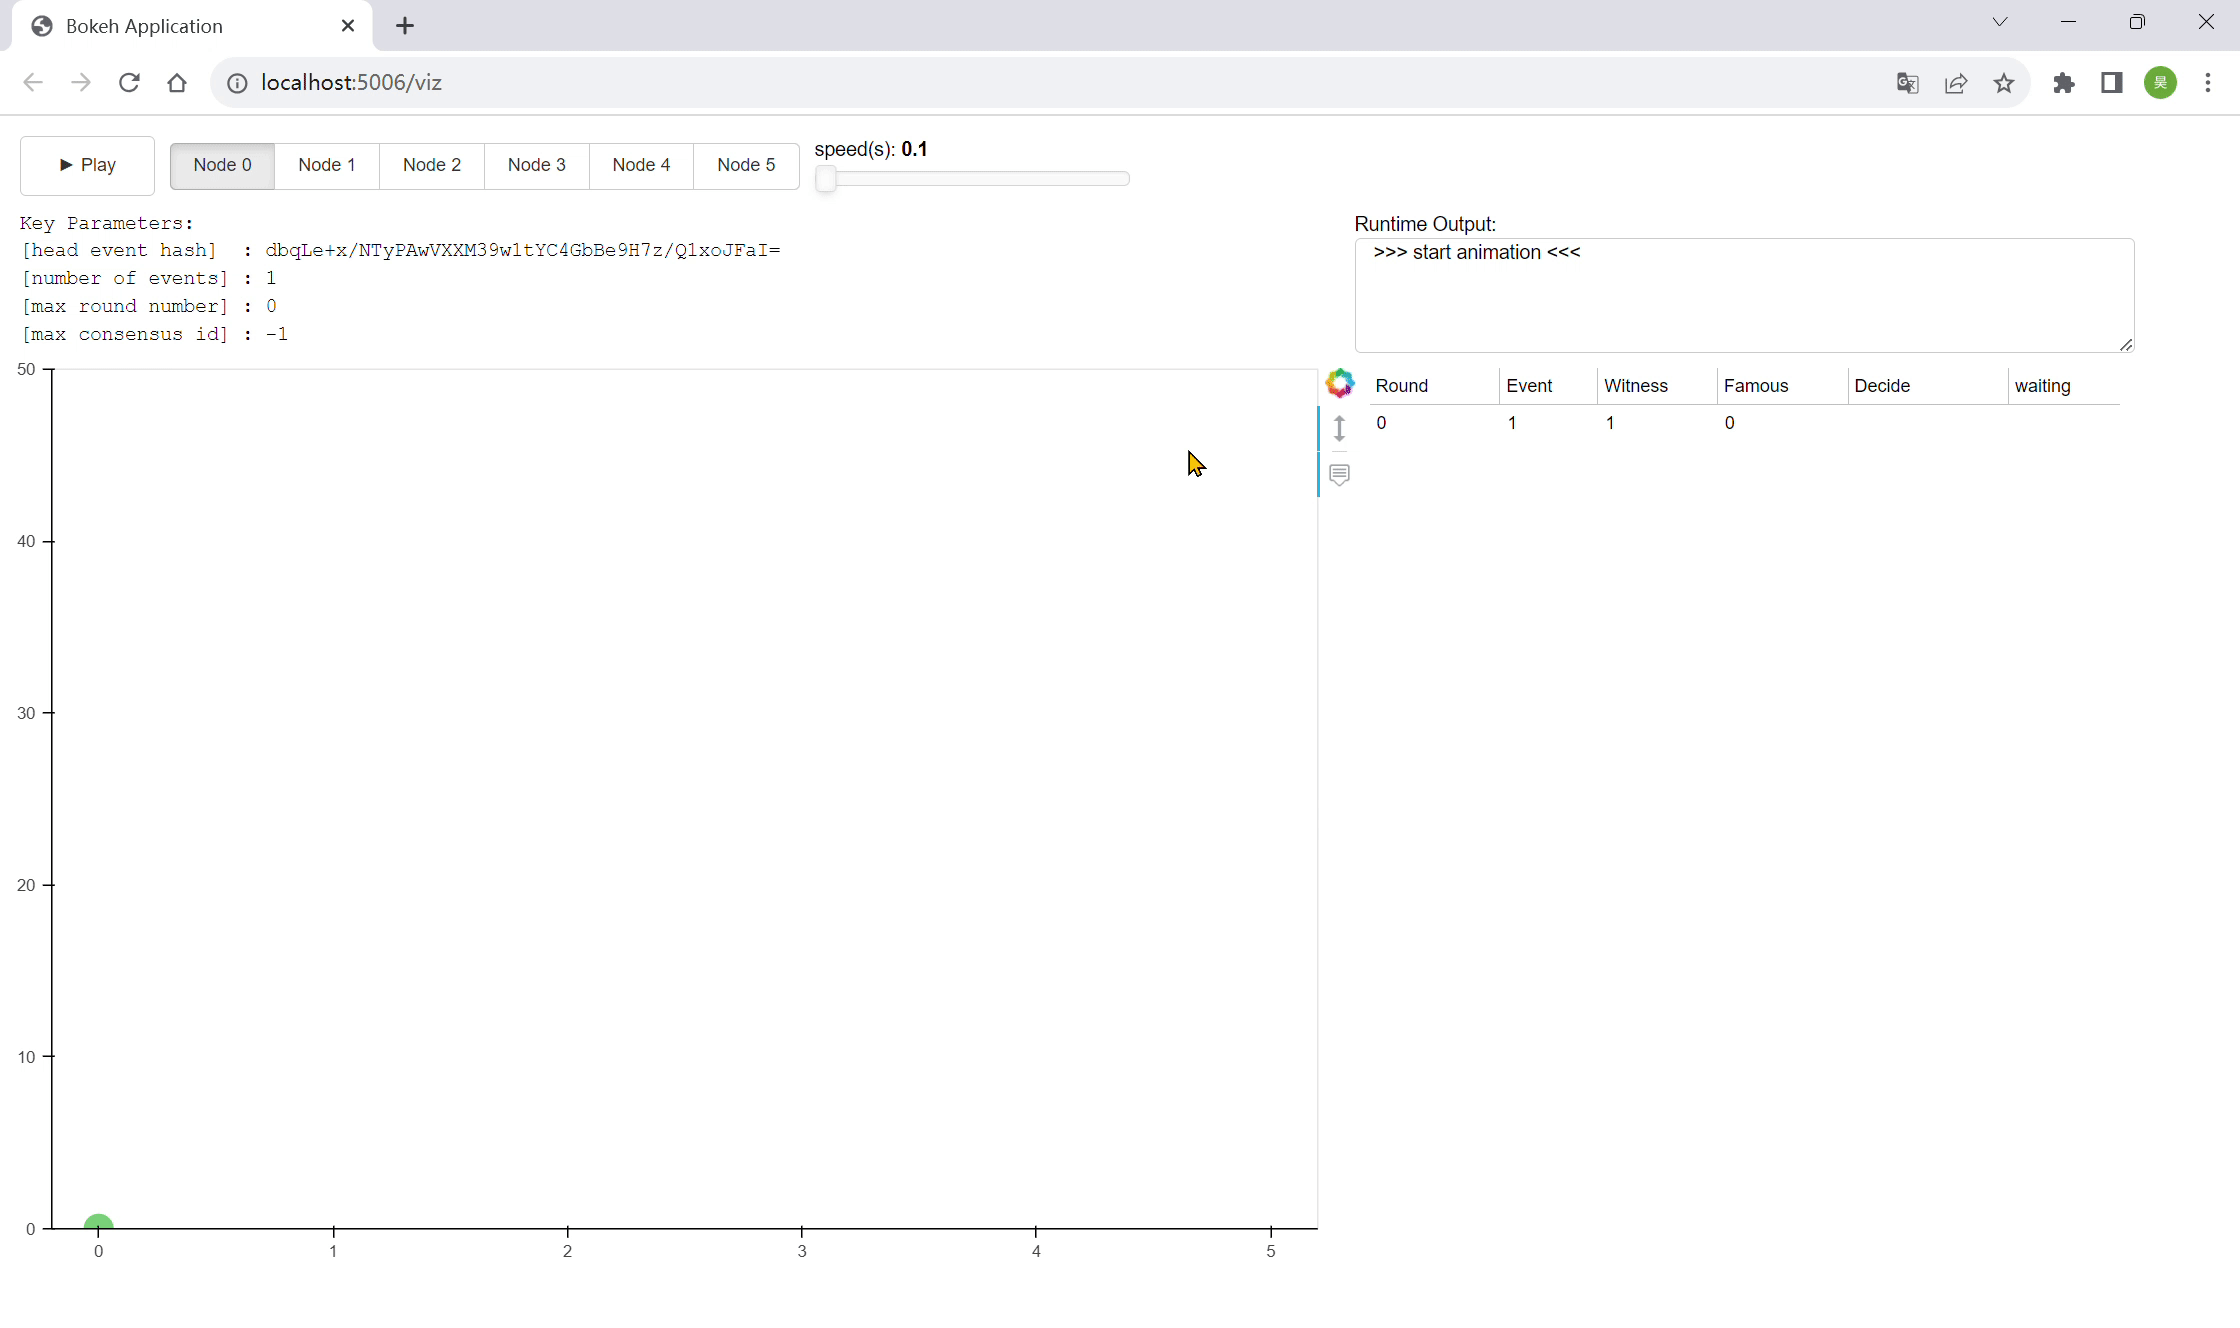 Bokeh Application
localhost:5006/viz
昊
► Play
Node 0
Node 1
Node 2
Node 3
Node 4
Node 5
speed(s): 0.1
Key Parameters:
[head event hash]  : dbqLe+x/NTyPAwVXXM39w1tYC4GbBe9H7z/Q1xoJFaI=
[number of events] : 1
[max round number] : 0
[max consensus id] : -1
Runtime Output:
>>> start animation <<<
Round Event Witness Famous Decide waiting
0 1 1 0
50
40
30
20
10
0
0 1 2 3 4 5